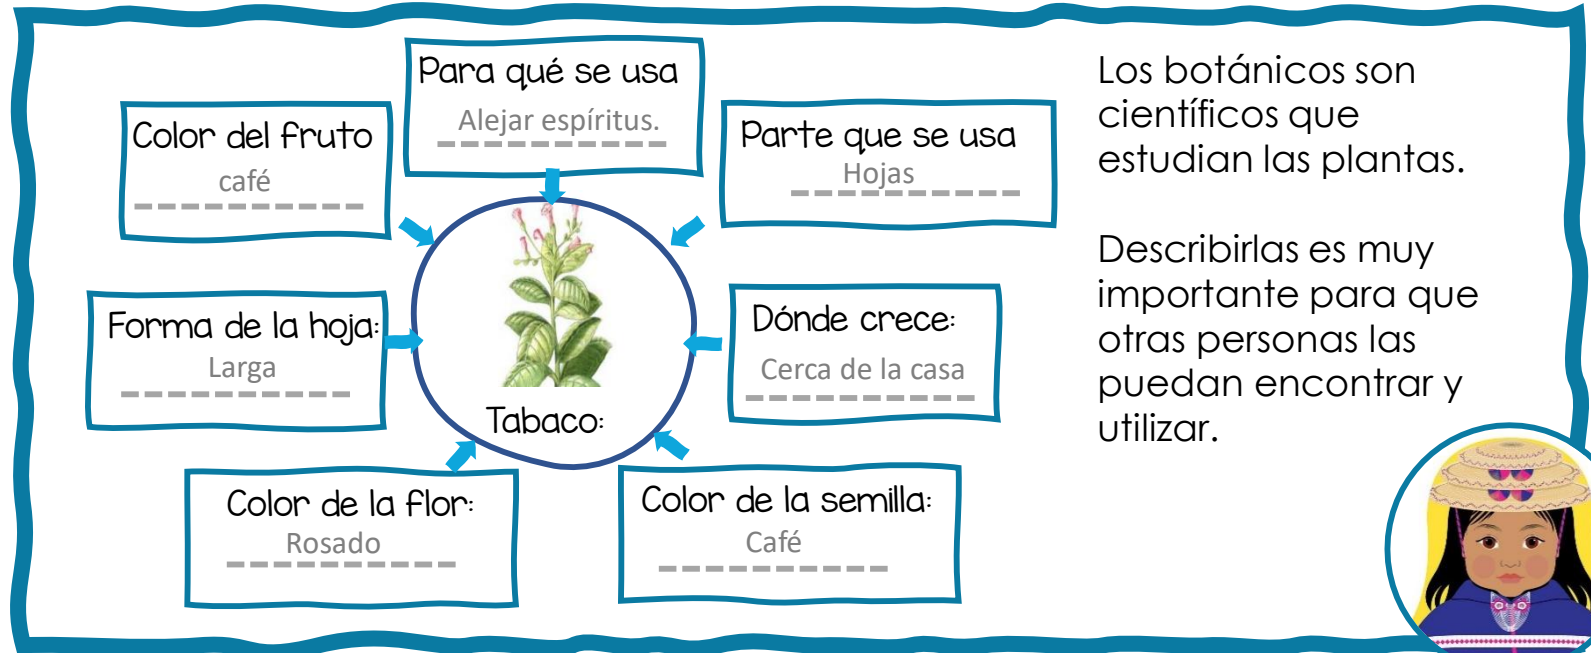 Para qué se usa
Alejar espíritus.
Color del fruto
café
Parte que se usa
Hojas
Forma de la hoja:
Larga
Dónde crece:
Cerca de la casa
Tabaco:
Color de la flor:
Rosado
Color de la semilla:
Café
Los botánicos son
científicos que
estudian las plantas.
Describirlas es muy
importante para que
otras personas las
puedan encontrar y
utilizar.